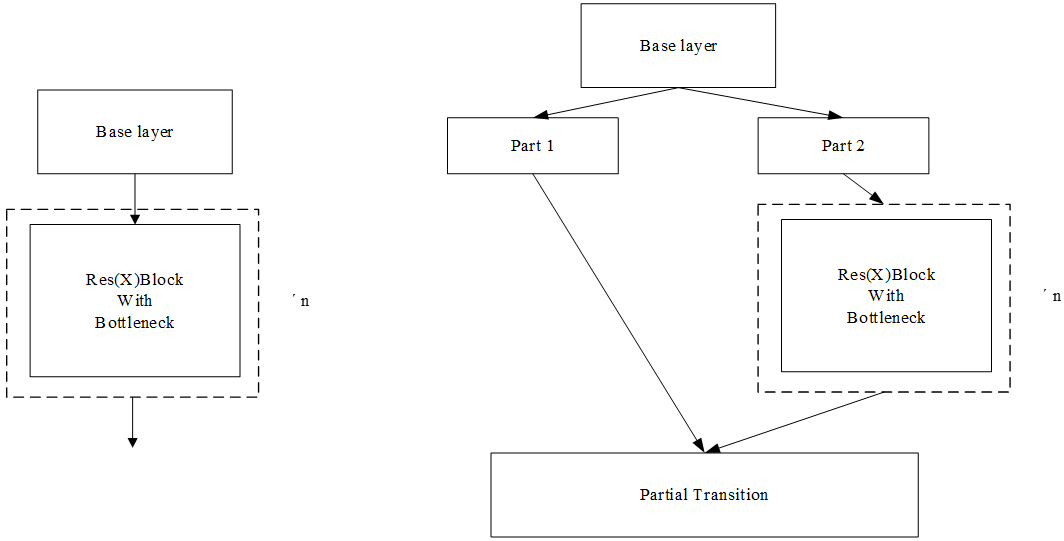 Base layer
Res(X)Block
With
Bottleneck
´ n
Base layer
Part 1
Part 2
Res(X)Block
With
Bottleneck
´ n
Partial Transition